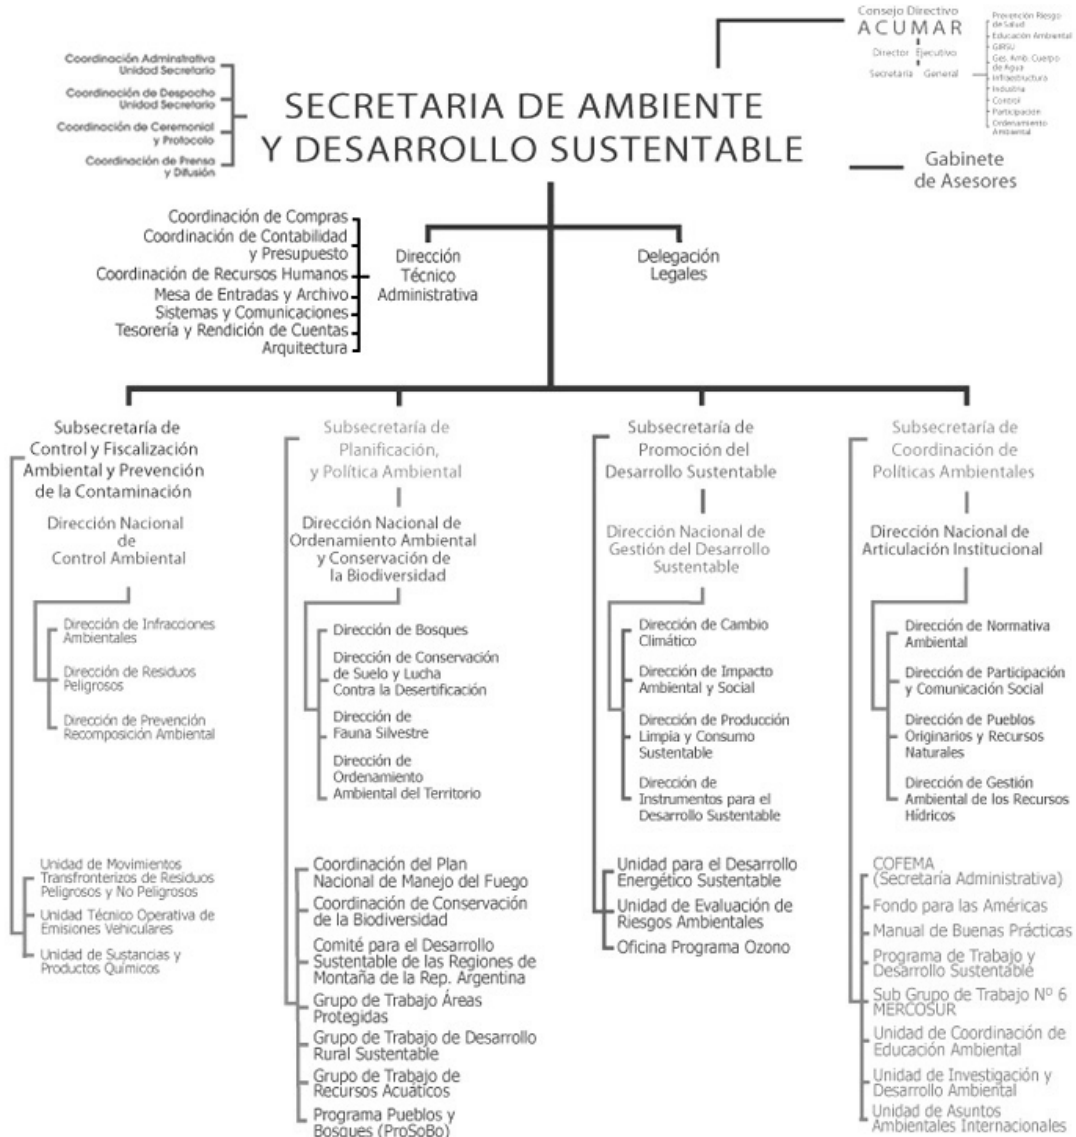 Consejo Directivo
ACUMAR
Director Ejecutivo
Secretaría General
Prevención Riesgo
de Salud
Educación Ambiental
GIRSU
Ges. Amb. Cuerpo
de Agua
Infraestructura
Industria
Control
Participación
Ordenamiento
Ambiental
Coordinación Adminstrativa
Unidad Secretario
Coordinación de Despacho
Unidad Secretario
Coordinación de Ceremonial
y Protocolo
Coordinación de Prensa
y Difusión
SECRETARIA DE AMBIENTE
Y DESARROLLO SUSTENTABLE
Gabinete
de Asesores
Coordinación de Compras
Coordinación de Contabilidad
y Presupuesto
Coordinación de Recursos Humanos
Mesa de Entradas y Archivo
Sistemas y Comunicaciones
Tesorería y Rendición de Cuentas
Arquitectura
Dirección
Técnico
Administrativa
Delegación
Legales
Subsecretaría de
Control y Fiscalización
Ambiental y Prevención
de la Contaminación
Dirección Nacional
de
Control Ambiental
Dirección de Infracciones
Ambientales
Dirección de Residuos
Peligrosos
Dirección de Prevención
Recomposición Ambiental
Unidad de Movimientos
Transfronterizos de Residuos
Peligrosos y No Peligrosos
Unidad Técnico Operativa de
Emisiones Vehiculares
Unidad de Sustancias y
Productos Químicos
Subsecretaría de
Planificación,
y Política Ambiental
Dirección Nacional de
Ordenamiento Ambiental
y Conservación de
la Biodiversidad
Dirección de Bosques
Dirección de Conservación
de Suelo y Lucha
Contra la Desertificación
Dirección de
Fauna Silvestre
Dirección de
Ordenamiento
Ambiental del Territorio
Coordinación del Plan
Nacional de Manejo del Fuego
Coordinación de Conservación
de la Biodiversidad
Comité para el Desarrollo
Sustentable de las Regiones de
Montaña de la Rep. Argentina
Grupo de Trabajo Áreas
Protegidas
Grupo de Trabajo de Desarrollo
Rural Sustentable
Grupo de Trabajo de
Recursos Acuáticos
Programa Pueblos y
Bosques (ProSoBo)
Subsecretaría de
Promoción del
Desarrollo Sustentable
Dirección Nacional de
Gestión del Desarrollo
Sustentable
Dirección de Cambio
Climático
Dirección de Impacto
Ambiental y Social
Dirección de Producción
Limpia y Consumo
Sustentable
Dirección de
Instrumentos para el
Desarrollo Sustentable
Unidad para el Desarrollo
Energético Sustentable
Unidad de Evaluación de
Riesgos Ambientales
Oficina Programa Ozono
Subsecretaría de
Coordinación de
Políticas Ambientales
Dirección Nacional de
Articulación Institucional
Dirección de Normativa
Ambiental
Dirección de Participación
y Comunicación Social
Dirección de Pueblos
Originarios y Recursos
Naturales
Dirección de Gestión
Ambiental de los Recursos
Hídricos
COFEMA
(Secretaría Administrativa)
Fondo para las Américas
Manual de Buenas Prácticas
Programa de Trabajo y
Desarrollo Sustentable
Sub Grupo de Trabajo Nº 6
MERCOSUR
Unidad de Coordinación de
Educación Ambiental
Unidad de Investigación y
Desarrollo Ambiental
Unidad de Asuntos
Ambientales Internacionales